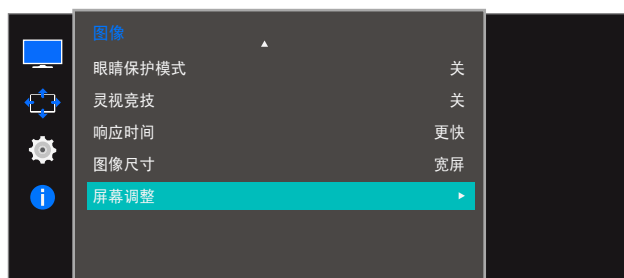 图像
眼睛保护模式 关
灵视竞技 关
响应时间 更快
图像尺寸 宽屏
屏幕调整